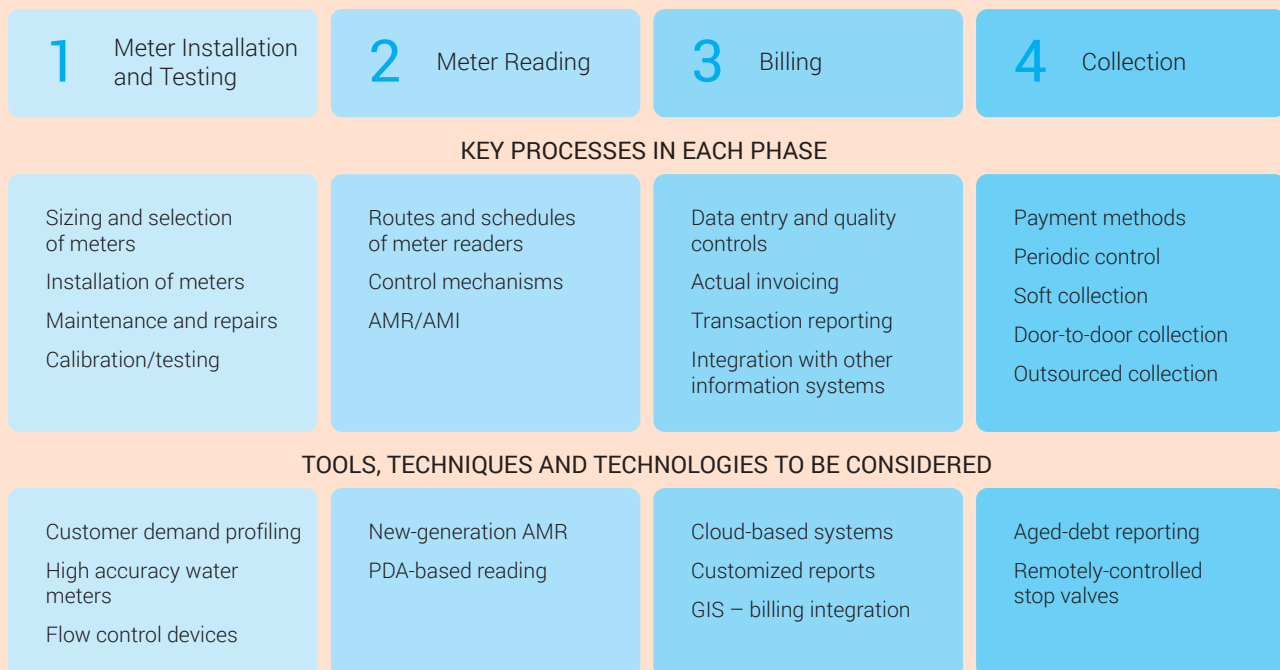 1
Meter Installation
and Testing
2
Meter Reading
3
Billing
4
Collection
KEY PROCESSES IN EACH PHASE
Sizing and selection
of meters
Installation of meters
Maintenance and repairs
Calibration/testing
Routes and schedules
of meter readers
Control mechanisms
AMR/AMI
Data entry and quality
controls
Actual invoicing
Transaction reporting
Integration with other
information systems
Payment methods
Periodic control
Soft collection
Door-to-door collection
Outsourced collection
TOOLS, TECHNIQUES AND TECHNOLOGIES TO BE CONSIDERED
Customer demand profiling
High accuracy water
meters
Flow control devices
New-generation AMR
PDA-based reading
Cloud-based systems
Customized reports
GIS – billing integration
Aged-debt reporting
Remotely-controlled
stop valves